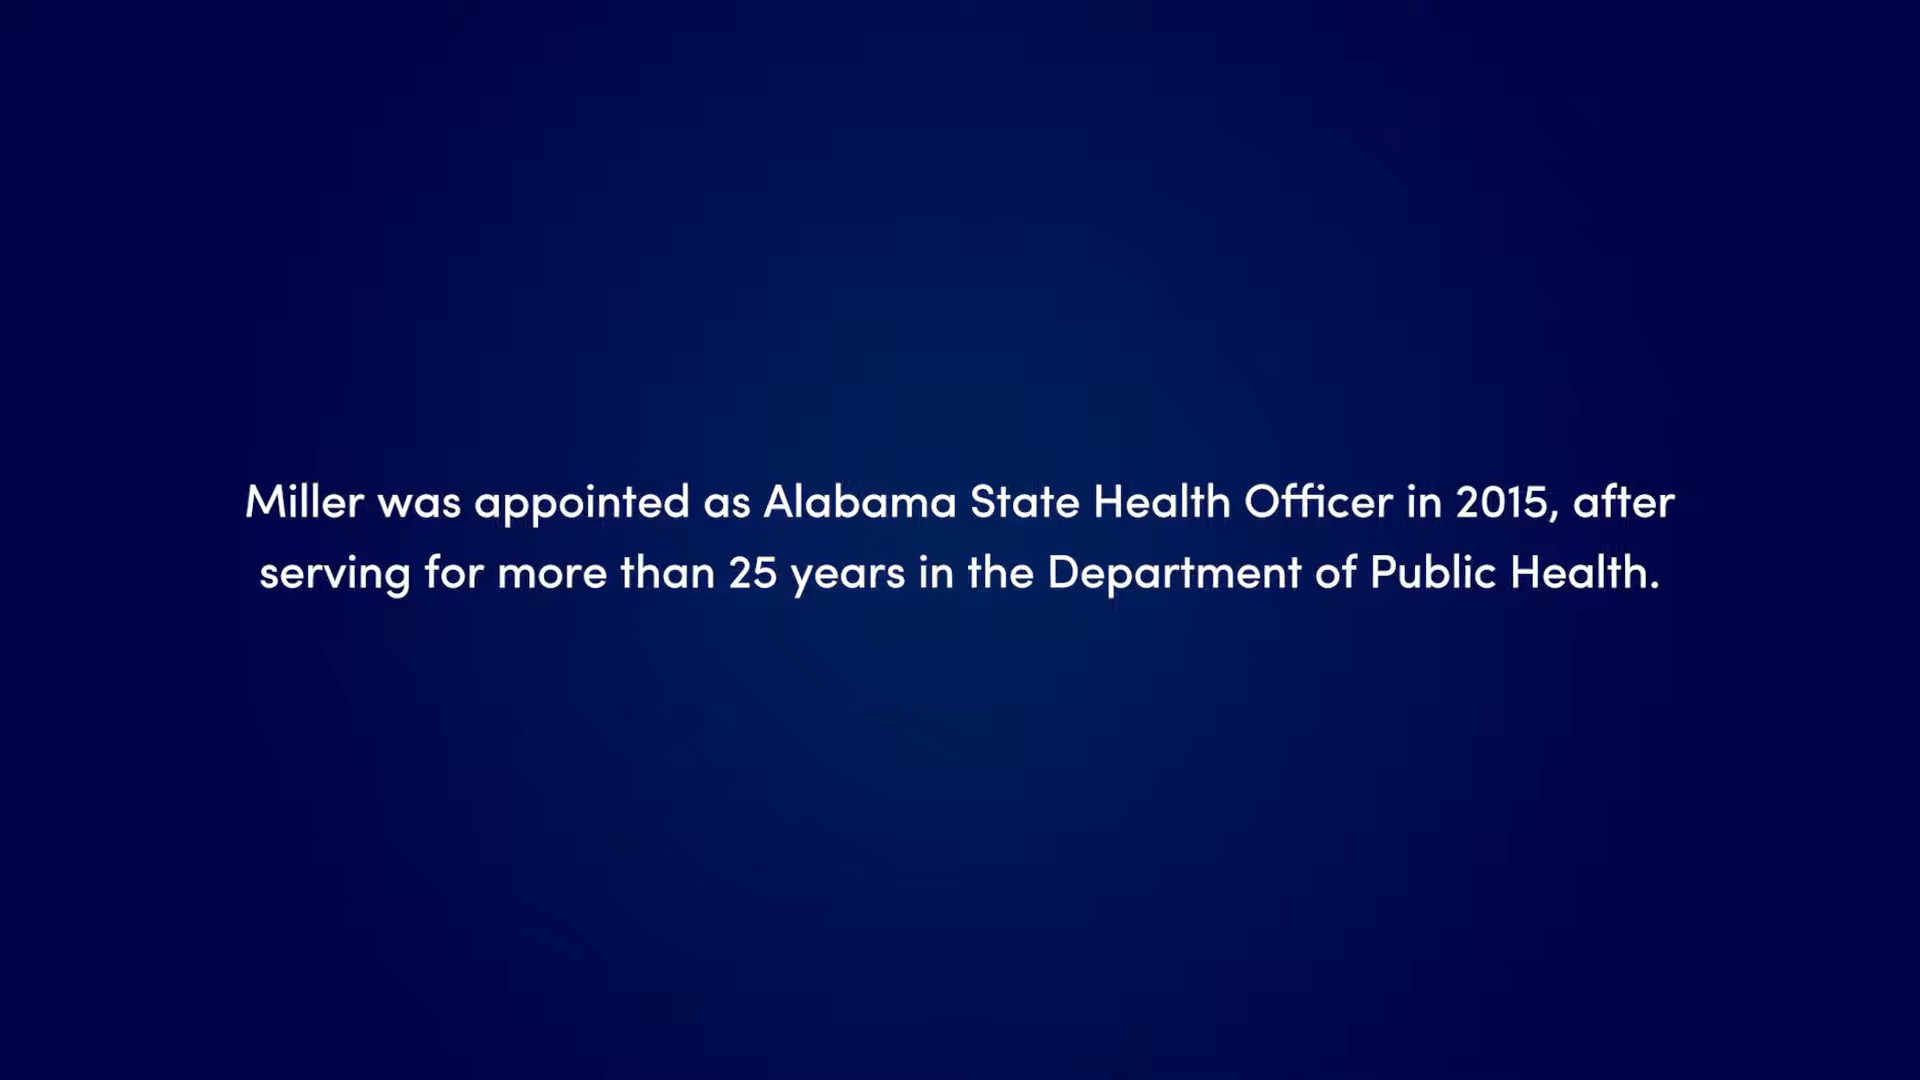 Miller was appointed as Alabama State Health Officer in 2015, after
serving for more than 25 years in the Department of Public Health.